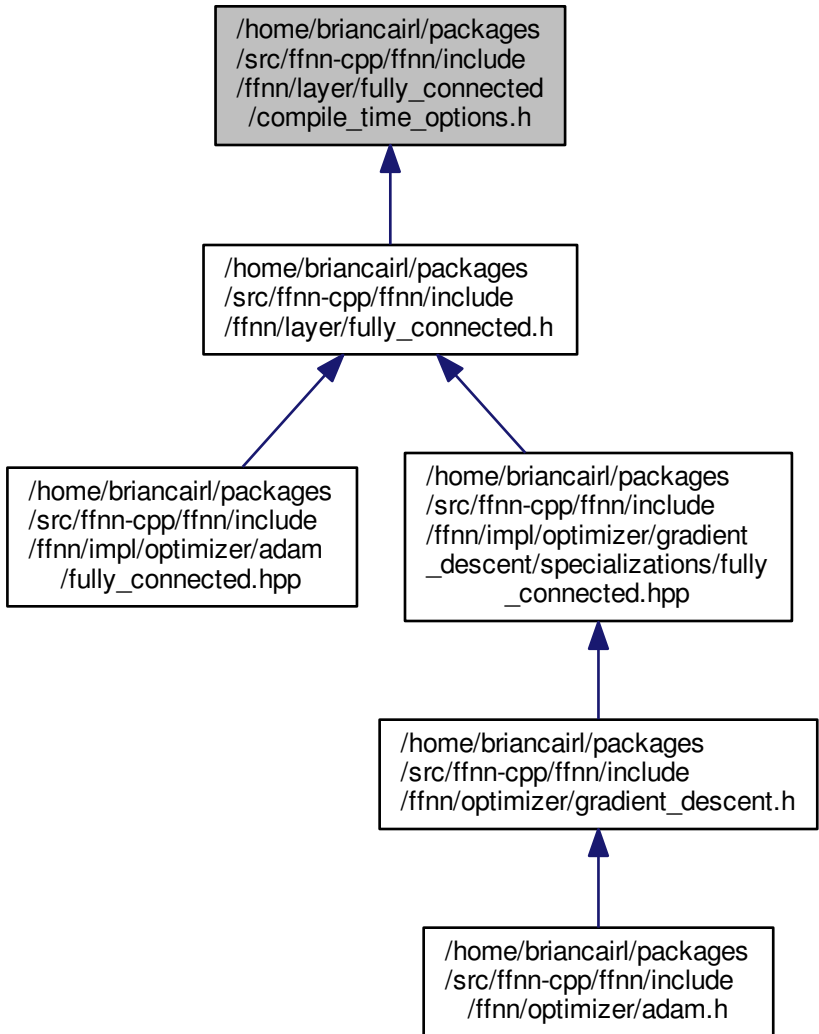 /home/briancairl/packages
/src/ffnn-cpp/ffnn/include
/ffnn/layer/fully_connected
/compile_time_options.h
/home/briancairl/packages
/src/ffnn-cpp/ffnn/include
/ffnn/layer/fully_connected.h
/home/briancairl/packages
/src/ffnn-cpp/ffnn/include
/ffnn/impl/optimizer/adam
/fully_connected.hpp
/home/briancairl/packages
/src/ffnn-cpp/ffnn/include
/ffnn/impl/optimizer/gradient
_descent/specializations/fully
_connected.hpp
/home/briancairl/packages
/src/ffnn-cpp/ffnn/include
/ffnn/optimizer/gradient_descent.h
/home/briancairl/packages
/src/ffnn-cpp/ffnn/include
/ffnn/optimizer/adam.h